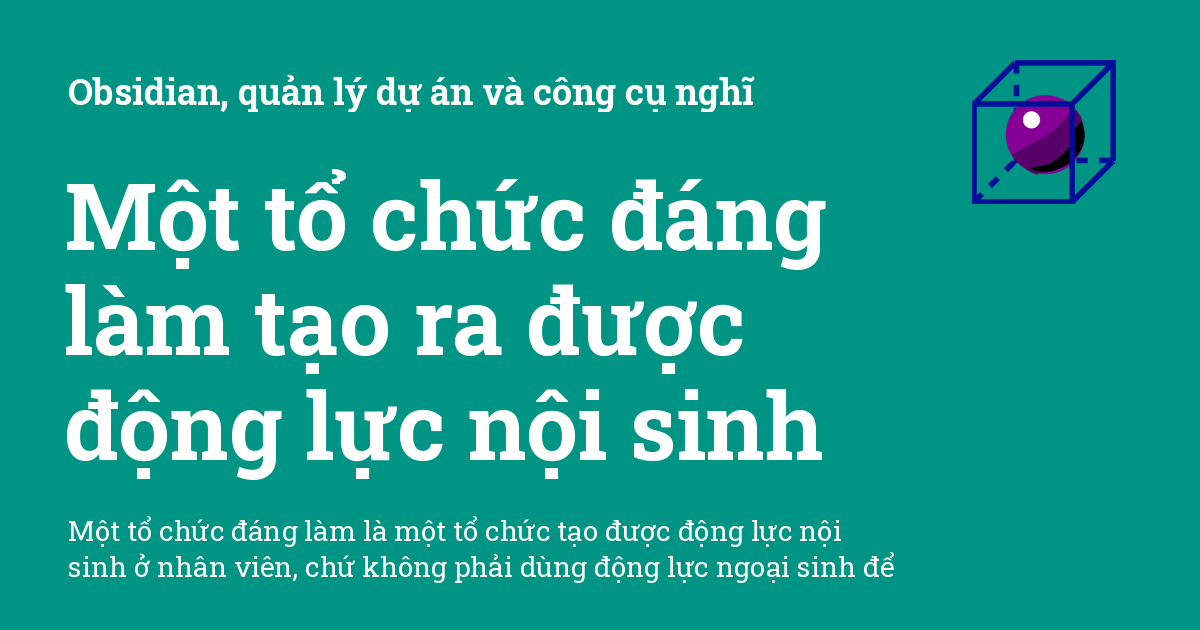 Obsidian, quản lý dự án và công cụ nghĩ
Một tổ chức đáng
làm tạo ra được
động lực nội sinh
Một tổ chức đáng làm là một tổ chức tạo được động lực nội
sinh ở nhân viên, chứ không phải dùng động lực ngoại sinh để